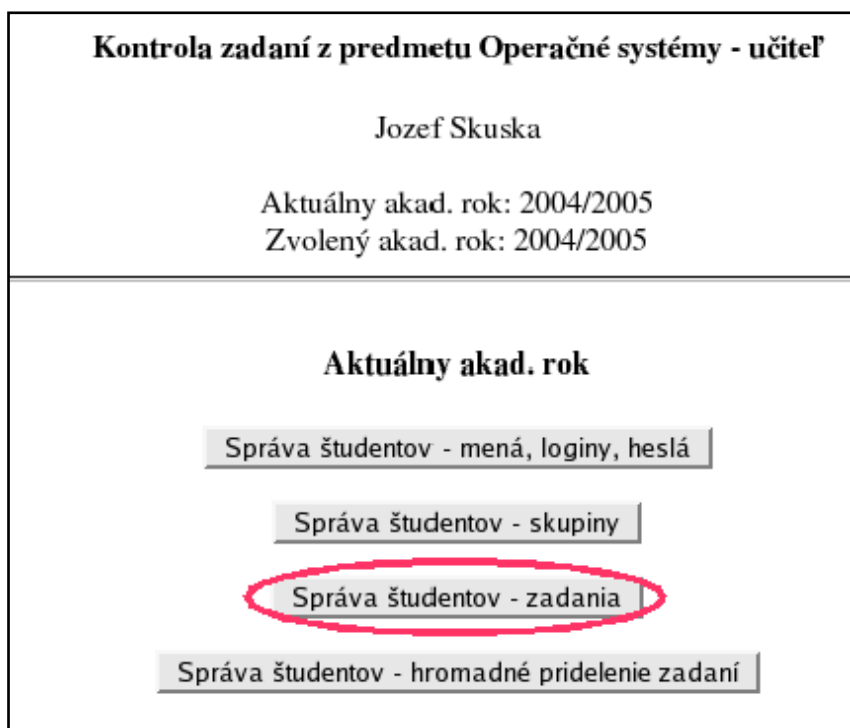 Kontrola zadaní z predmetu Operačné systémy - učiteľ
Jozef Skuska
Aktuálny akad. rok: 2004/2005
Zvolený akad. rok: 2004/2005
Aktuálny akad. rok
Správa študentov - mená, loginy, heslá
Správa študentov - skupiny
Správa študentov - zadania
Správa študentov - hromadné pridelenie zadaní